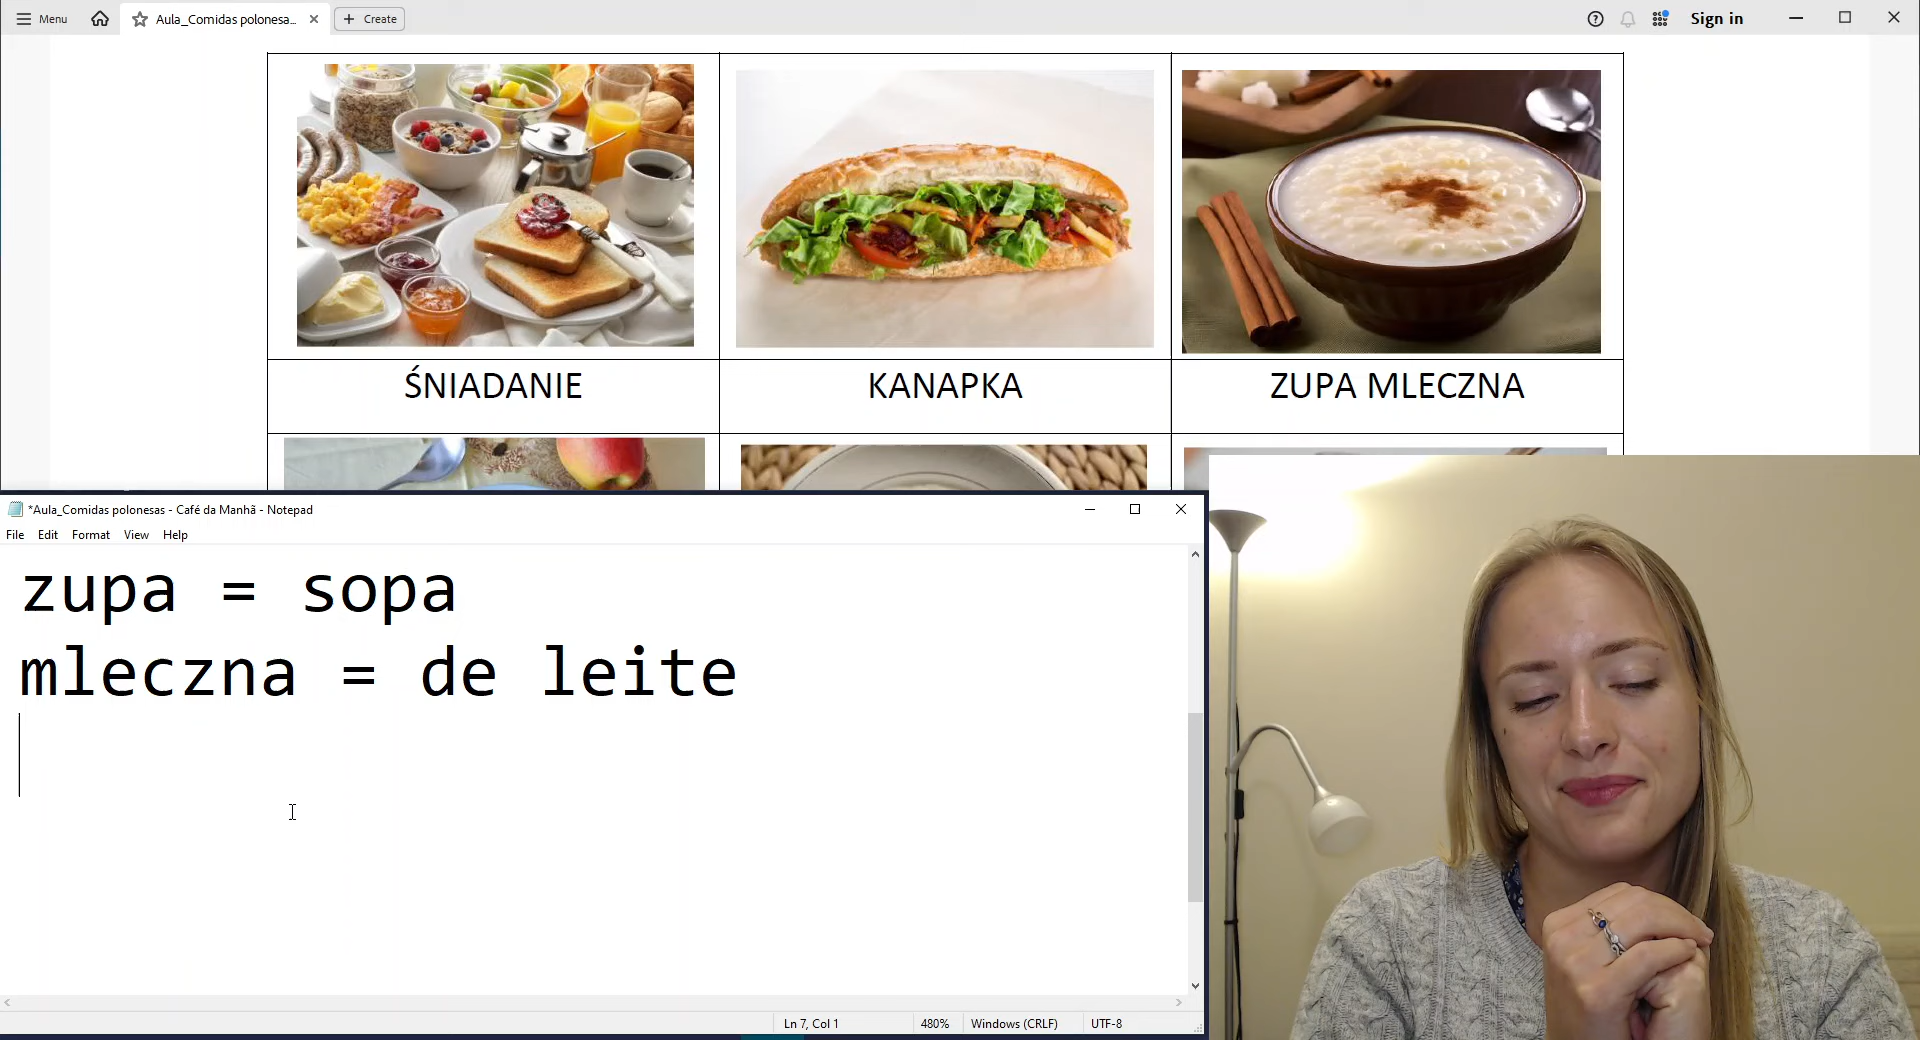 Menu
Aula_Comidas polonesa...
Create
Sign in
ŚNIADANIE
KANAPKA
ZUPA MLECZNA
*Aula_Comidas polonesas - Café da Manhã - Notepad
File Edit Format View Help
zupa = sopa
mleczna = de leite
Ln 7, Col 1
480%
Windows (CRLF)
UTF-8